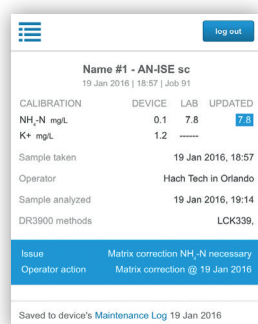 log out
Name #1 - AN-ISE sc
19 Jan 2016 | 18:57 | Job 91
CALIBRATION DEVICE LAB UPDATED
NH₄-N mg/L 0.1 7.8 7.8
K+ mg/L 1.2 ------
Sample taken 19 Jan 2016, 18:57
Operator Hach Tech in Orlando
Sample analyzed 19 Jan 2016, 19:14
DR3900 methods LCK339,
Issue Matrix correction NH₄-N necessary
Operator action Matrix correction @ 19 Jan 2016
Saved to device's Maintenance Log 19 Jan 2016